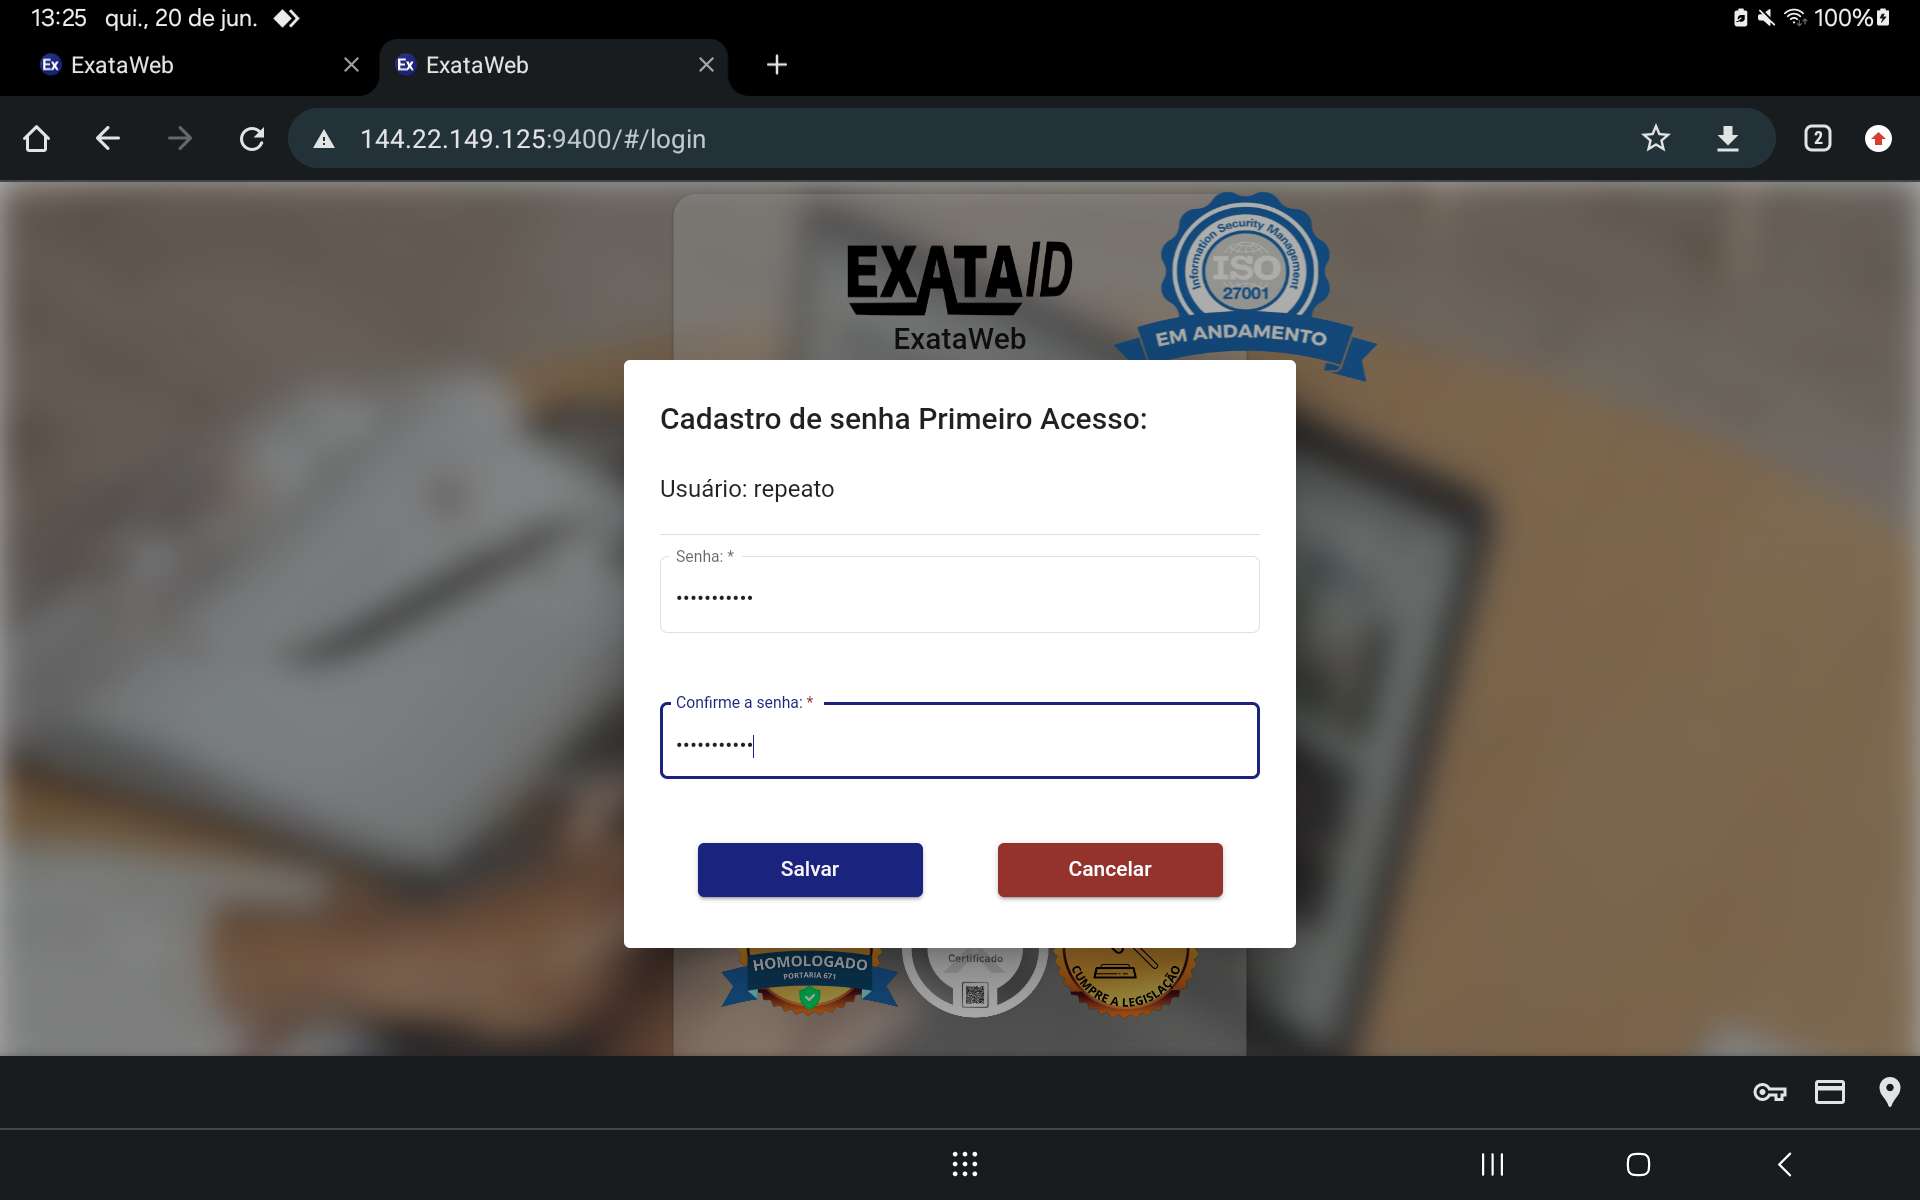 13:25 qui., 20 de jun. 100%
Ex ExataWeb
Ex ExataWeb
144.22.149.125:9400/#/login
2
EXATAID
ExataWeb
Information Security Management
ISO
27001
EM ANDAMENTO
Cadastro de senha Primeiro Acesso:
Usuário: repeato
Senha: *
•••••••••••
Confirme a senha: *
•••••••••••
Salvar
Cancelar
HOMOLOGADO
PORTARIA 671
Certificado
CUMPRE A LEGISLAÇÃO